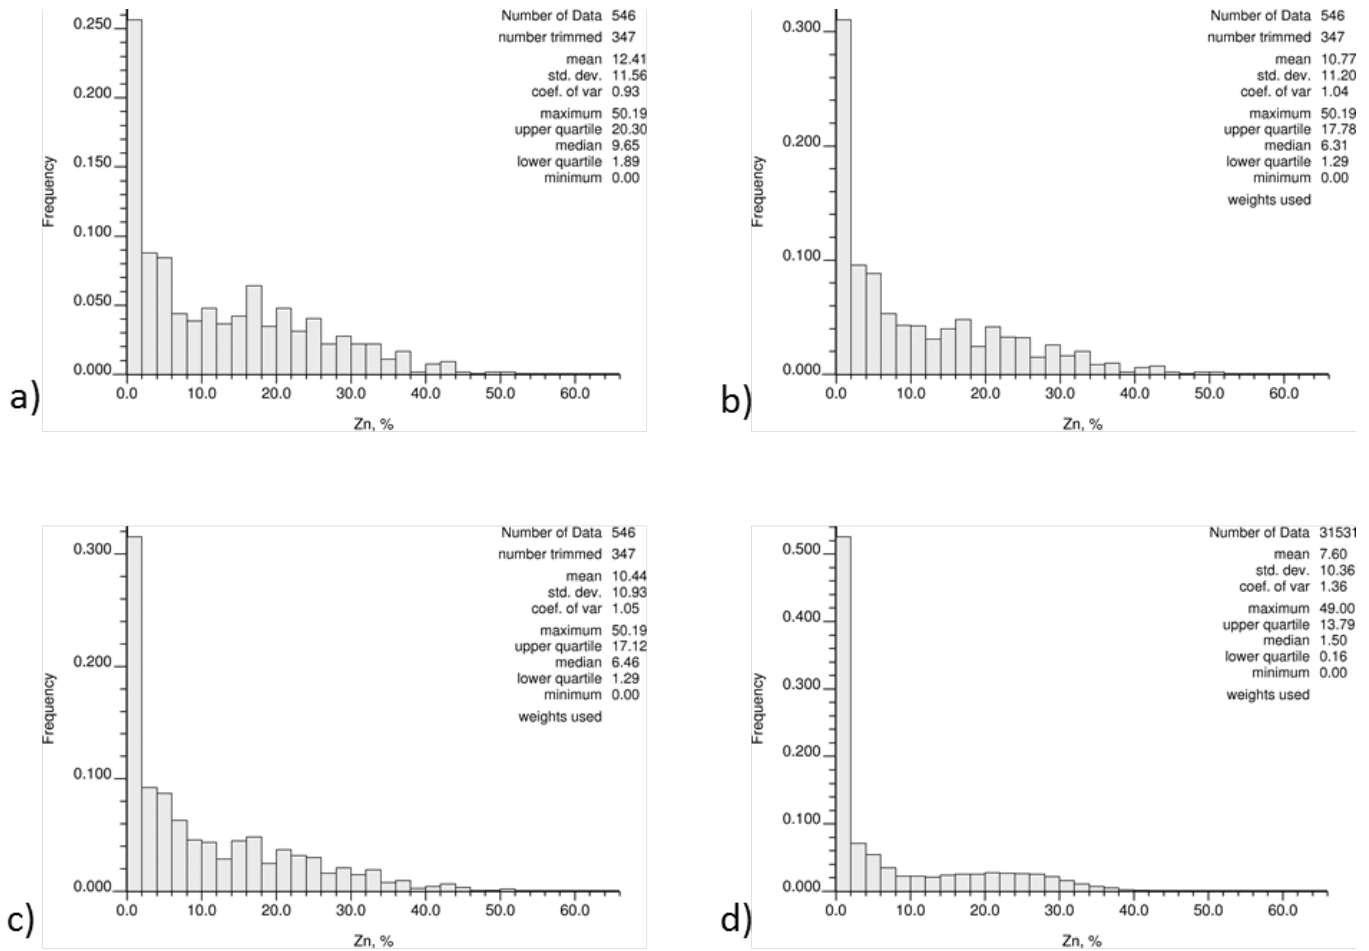 Number of Data 546
number trimmed 347
mean 12.41
std. dev. 11.56
coef. of var 0.93
maximum 50.19
upper quartile 20.30
median 9.65
lower quartile 1.89
minimum 0.00
Frequency
0.250
0.200
0.150
0.100
0.050
0.000
0.0 10.0 20.0 30.0 40.0 50.0 60.0
Zn, %
a)
Number of Data 546
number trimmed 347
mean 10.77
std. dev. 11.20
coef. of var 1.04
maximum 50.19
upper quartile 17.78
median 6.31
lower quartile 1.29
minimum 0.00
weights used
Frequency
0.300
0.200
0.100
0.000
0.0 10.0 20.0 30.0 40.0 50.0 60.0
Zn, %
b)
Number of Data 546
number trimmed 347
mean 10.44
std. dev. 10.93
coef. of var 1.05
maximum 50.19
upper quartile 17.12
median 6.46
lower quartile 1.29
minimum 0.00
weights used
Frequency
0.300
0.200
0.100
0.000
0.0 10.0 20.0 30.0 40.0 50.0 60.0
Zn, %
c)
Number of Data 31531
mean 7.60
std. dev. 10.36
coef. of var 1.36
maximum 49.00
upper quartile 13.79
median 1.50
lower quartile 0.16
minimum 0.00
weights used
Frequency
0.500
0.400
0.300
0.200
0.100
0.000
0.0 10.0 20.0 30.0 40.0 50.0 60.0
Zn, %
d)